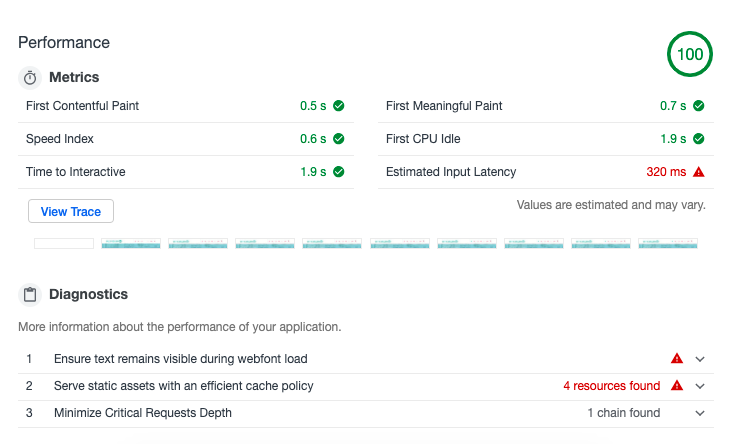 Performance
100
Metrics
First Contentful Paint 0.5 s
First Meaningful Paint 0.7 s
Speed Index 0.6 s
First CPU Idle 1.9 s
Time to Interactive 1.9 s
Estimated Input Latency 320 ms
View Trace
Values are estimated and may vary.
Diagnostics
More information about the performance of your application.
1 Ensure text remains visible during webfont load
2 Serve static assets with an efficient cache policy 4 resources found
3 Minimize Critical Requests Depth 1 chain found